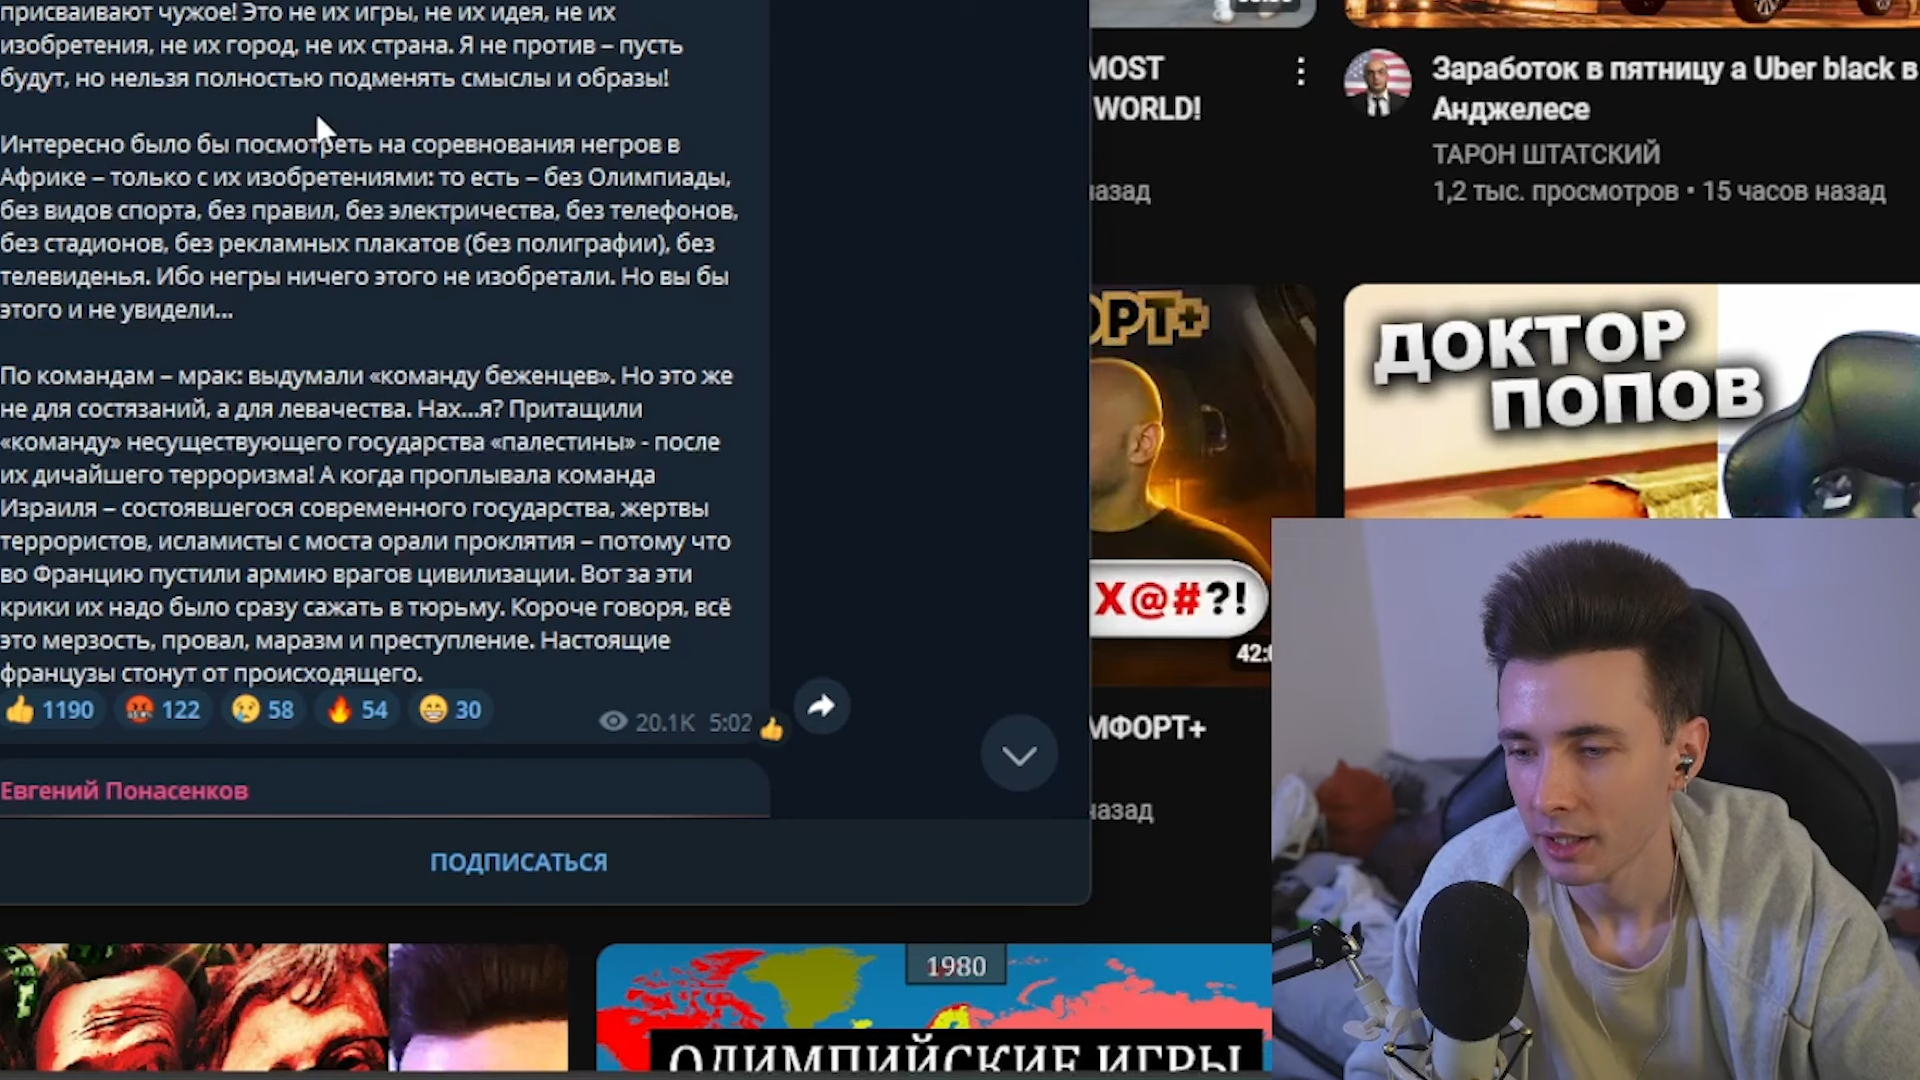 присваивают чужое! Это не их игры, не их идея, не их
изобретения, не их город, не их страна. Я не против – пусть
будут, но нельзя полностью подменять смыслы и образы!
Интересно было бы посмотреть на соревнования негров в
Африке – только с их изобретениями: то есть – без Олимпиады,
без видов спорта, без правил, без электричества, без телефонов,
без стадионов, без рекламных плакатов (без полиграфии), без
телевиденья. Ибо негры ничего этого не изобретали. Но вы бы
этого и не увидели...
По командам – мрак: выдумали «команду беженцев». Но это же
не для состязаний, а для левачества. Нах...я? Притащили
«команду» несуществующего государства «палестины» - после
их дичайшего терроризма! А когда проплывала команда
Израиля – состоявшегося современного государства, жертвы
террористов, исламисты с моста орали проклятия – потому что
во Францию пустили армию врагов цивилизации. Вот за эти
крики их надо было сразу сажать в тюрьму. Короче говоря, всё
это мерзость, провал, маразм и преступление. Настоящие
французы стонут от происходящего.
1190 122 58 54 30
20.1K 5:02
Евгений Понасенков
ПОДПИСАТЬСЯ
MOST
WORLD!
назад
Заработок в пятницу а Uber black в
Анджелесе
ТАРОН ШТАТСКИЙ
1,2 тыс. просмотров • 15 часов назад
ОРТ+
Х@#?!
42:
МФОРТ+
назад
ДОКТОР
ПОПОВ
1980
ОЛИМПИЙСКИЕ ИГРЫ